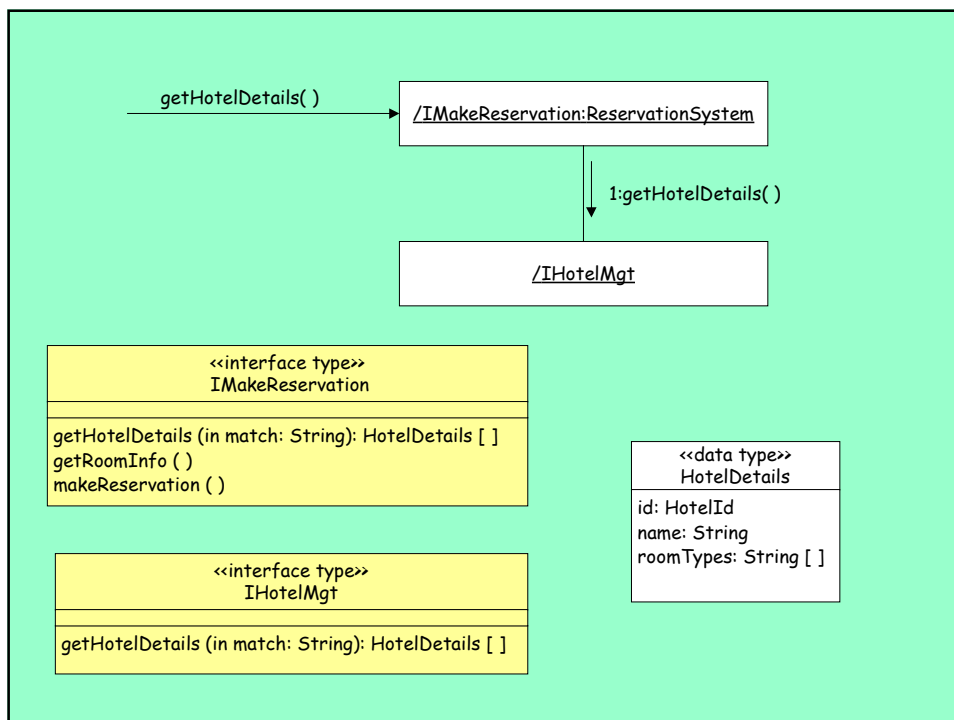 getHotelDetails( )
/IMakeReservation:ReservationSystem
1:getHotelDetails( )
/IHotelMgt
«interface type»
IMakeReservation
getHotelDetails (in match: String): HotelDetails [ ]
getRoomInfo ( )
makeReservation ( )
«data type»
HotelDetails
id: HotelId
name: String
roomTypes: String [ ]
«interface type»
IHotelMgt
getHotelDetails (in match: String): HotelDetails [ ]